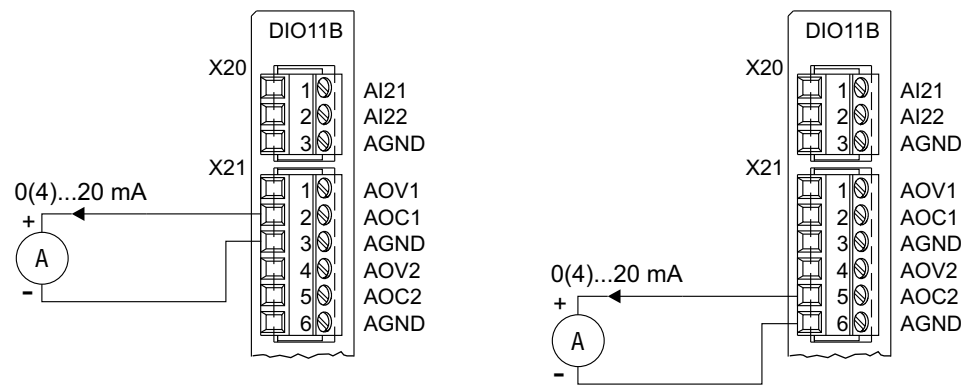 DIO11B
X20
1 AI21
2 AI22
3 AGND
X21
1 AOV1
2 AOC1
3 AGND
4 AOV2
5 AOC2
6 AGND
0(4)...20 mA
+
A
-
DIO11B
X20
1 AI21
2 AI22
3 AGND
X21
1 AOV1
2 AOC1
3 AGND
4 AOV2
5 AOC2
6 AGND
0(4)...20 mA
+
A
-